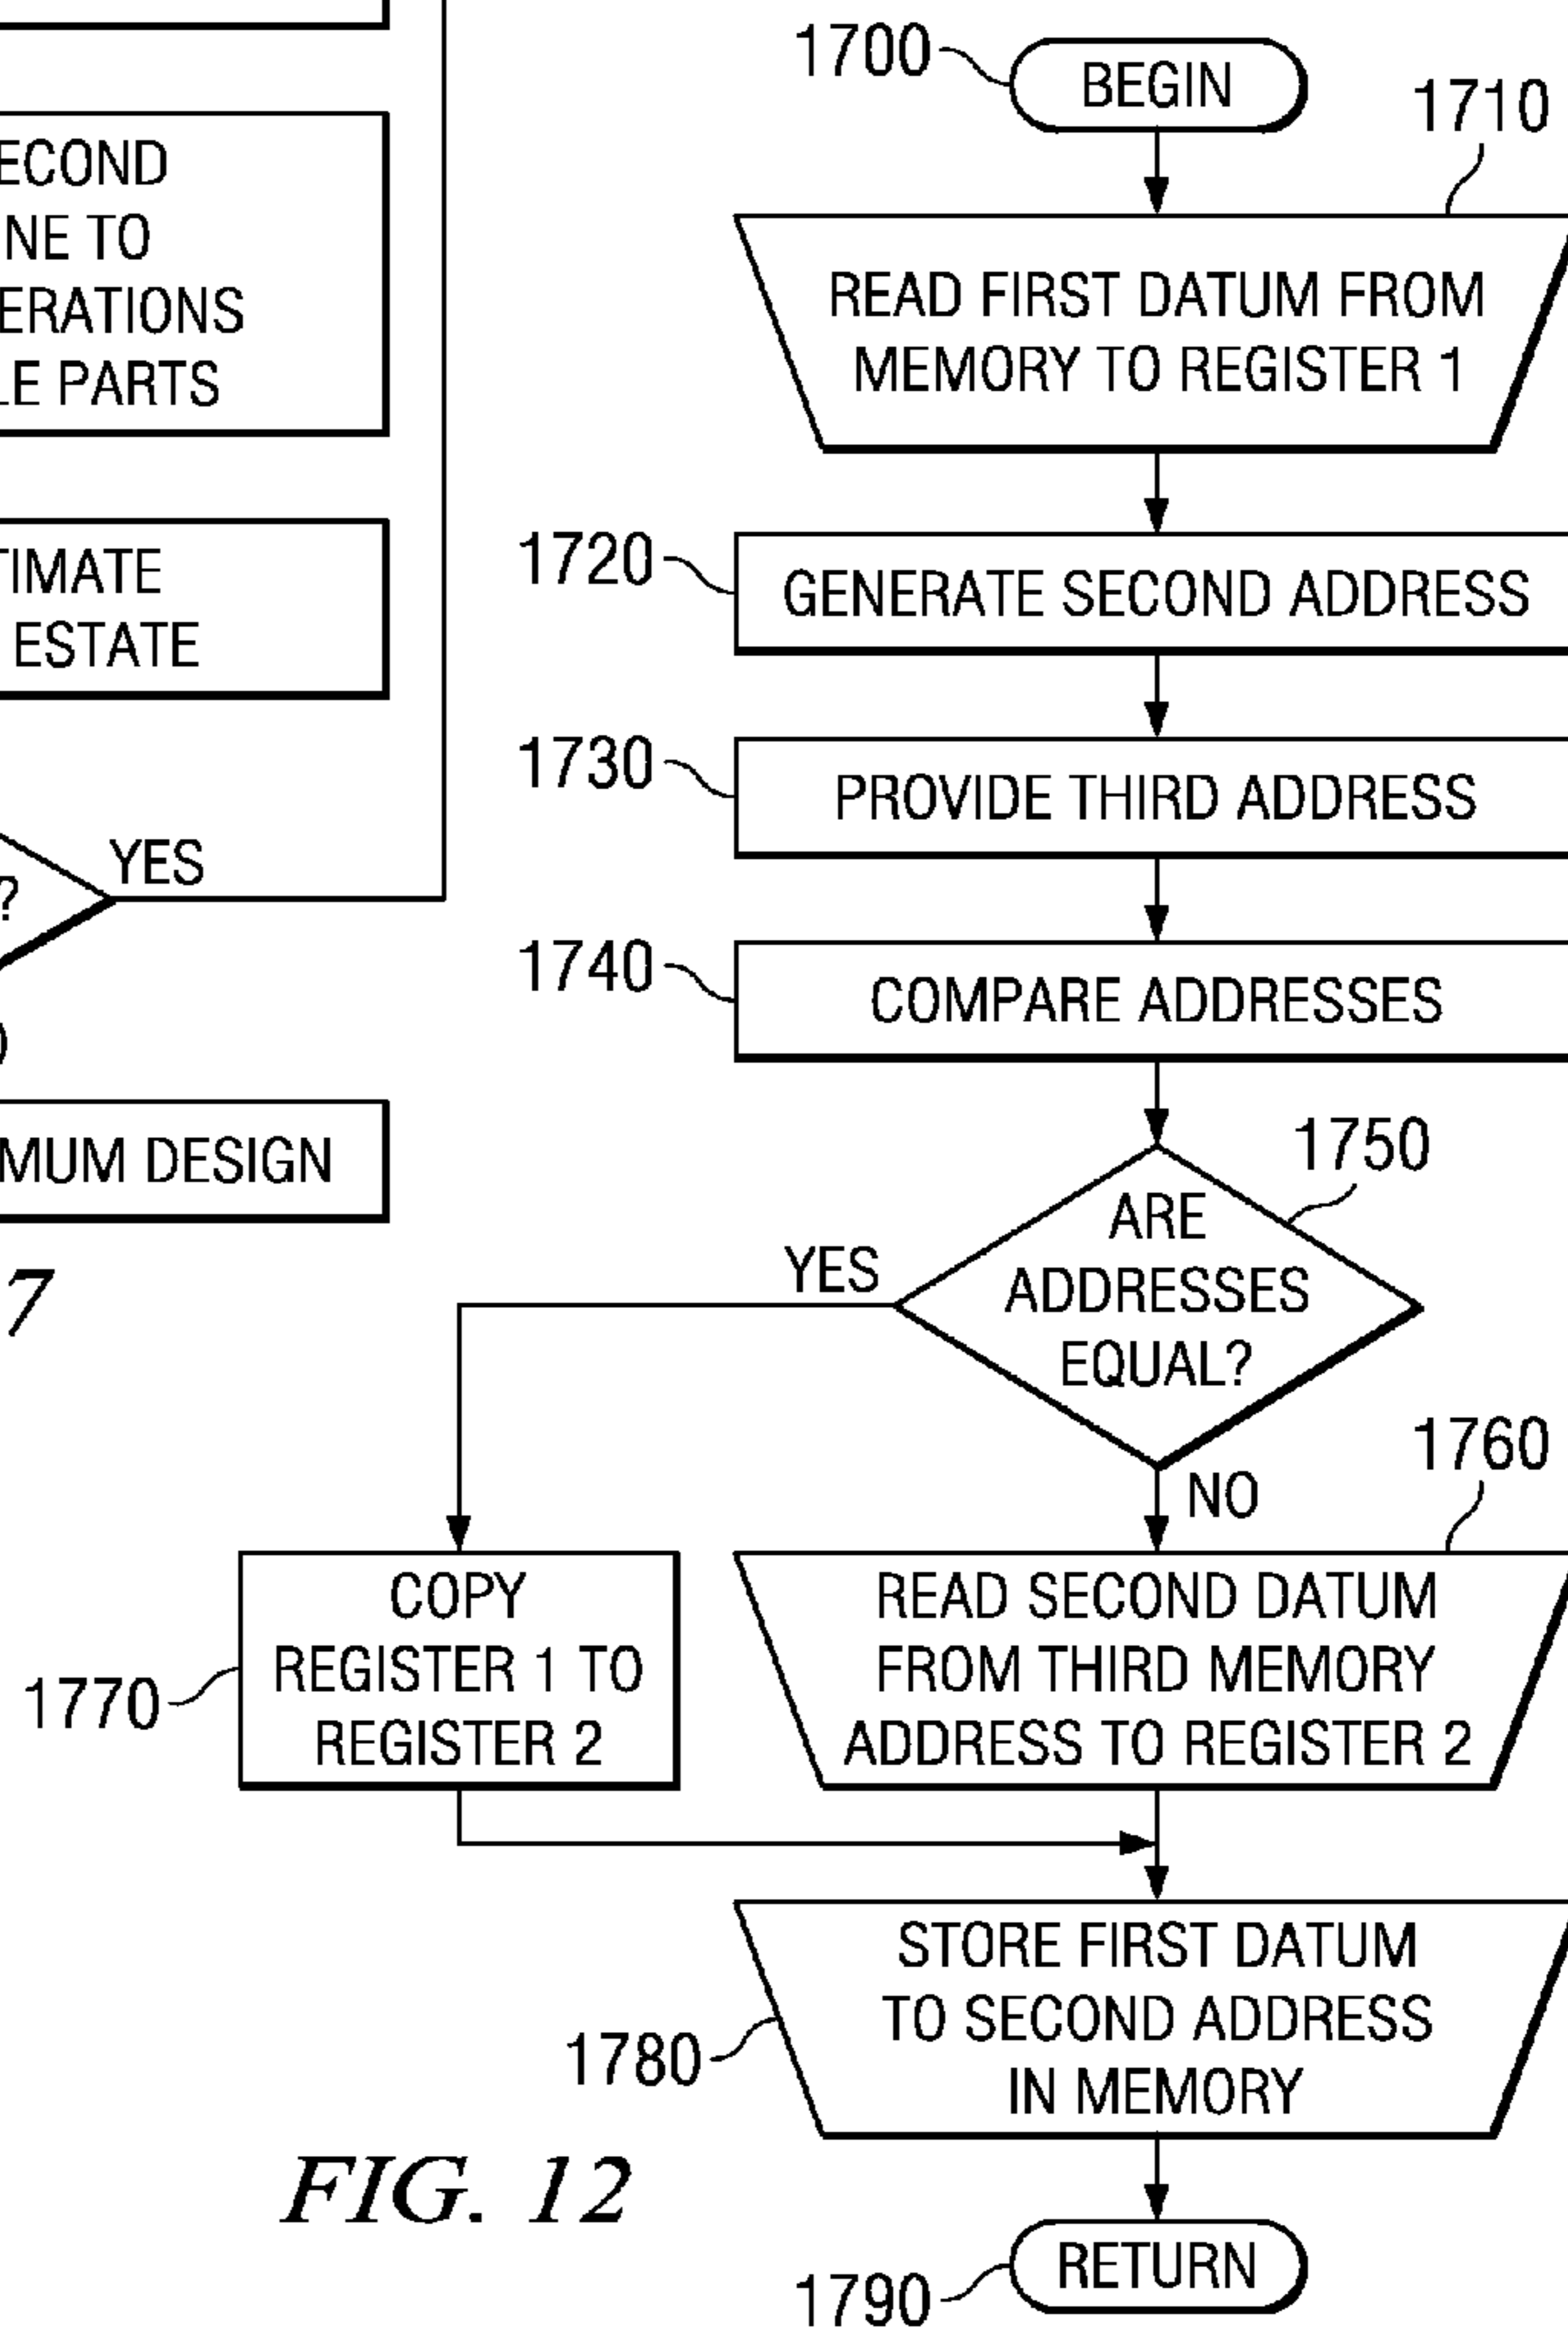 ECOND
NE TO
ERATIONS
LE PARTS
TIMATE
ESTATE
YES
?
MUM DESIGN
7
1700
BEGIN
1710
READ FIRST DATUM FROM
MEMORY TO REGISTER 1
1720
GENERATE SECOND ADDRESS
1730
PROVIDE THIRD ADDRESS
1740
COMPARE ADDRESSES
1750
ARE
ADDRESSES
EQUAL?
YES
NO
1760
COPY
REGISTER 1 TO
REGISTER 2
1770
READ SECOND DATUM
FROM THIRD MEMORY
ADDRESS TO REGISTER 2
STORE FIRST DATUM
TO SECOND ADDRESS
IN MEMORY
1780
FIG. 12
RETURN
1790